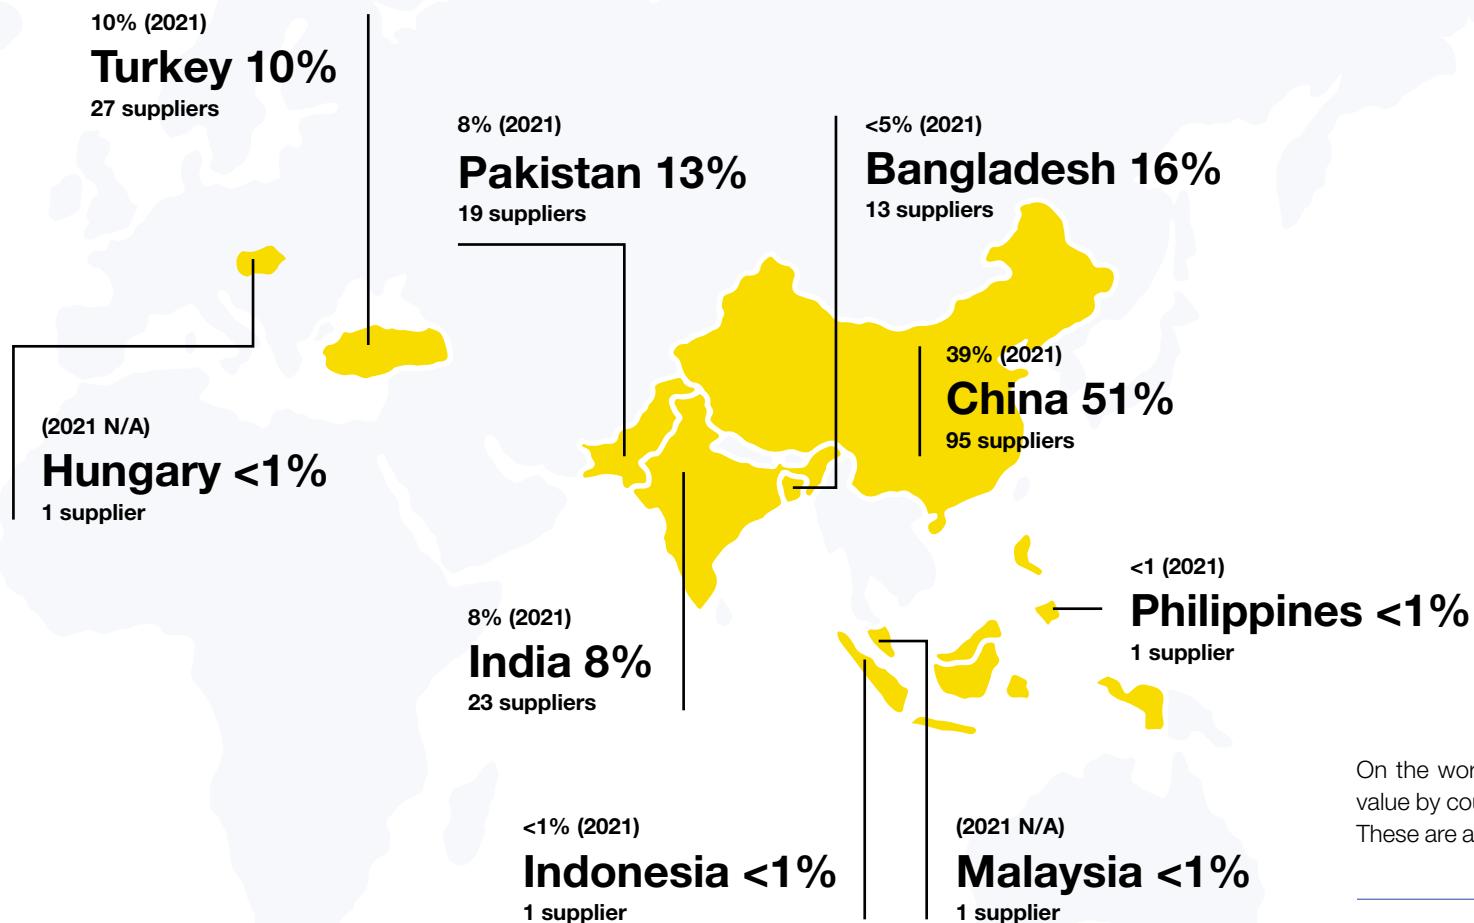 10% (2021)
Turkey 10%
27 suppliers
8% (2021)
Pakistan 13%
19 suppliers
<5% (2021)
Bangladesh 16%
13 suppliers
39% (2021)
China 51%
95 suppliers
(2021 N/A)
Hungary <1%
1 supplier
8% (2021)
India 8%
23 suppliers
<1 (2021)
Philippines <1%
1 supplier
<1% (2021)
Indonesia <1%
1 supplier
(2021 N/A)
Malaysia <1%
1 supplier
On the
value by
These are